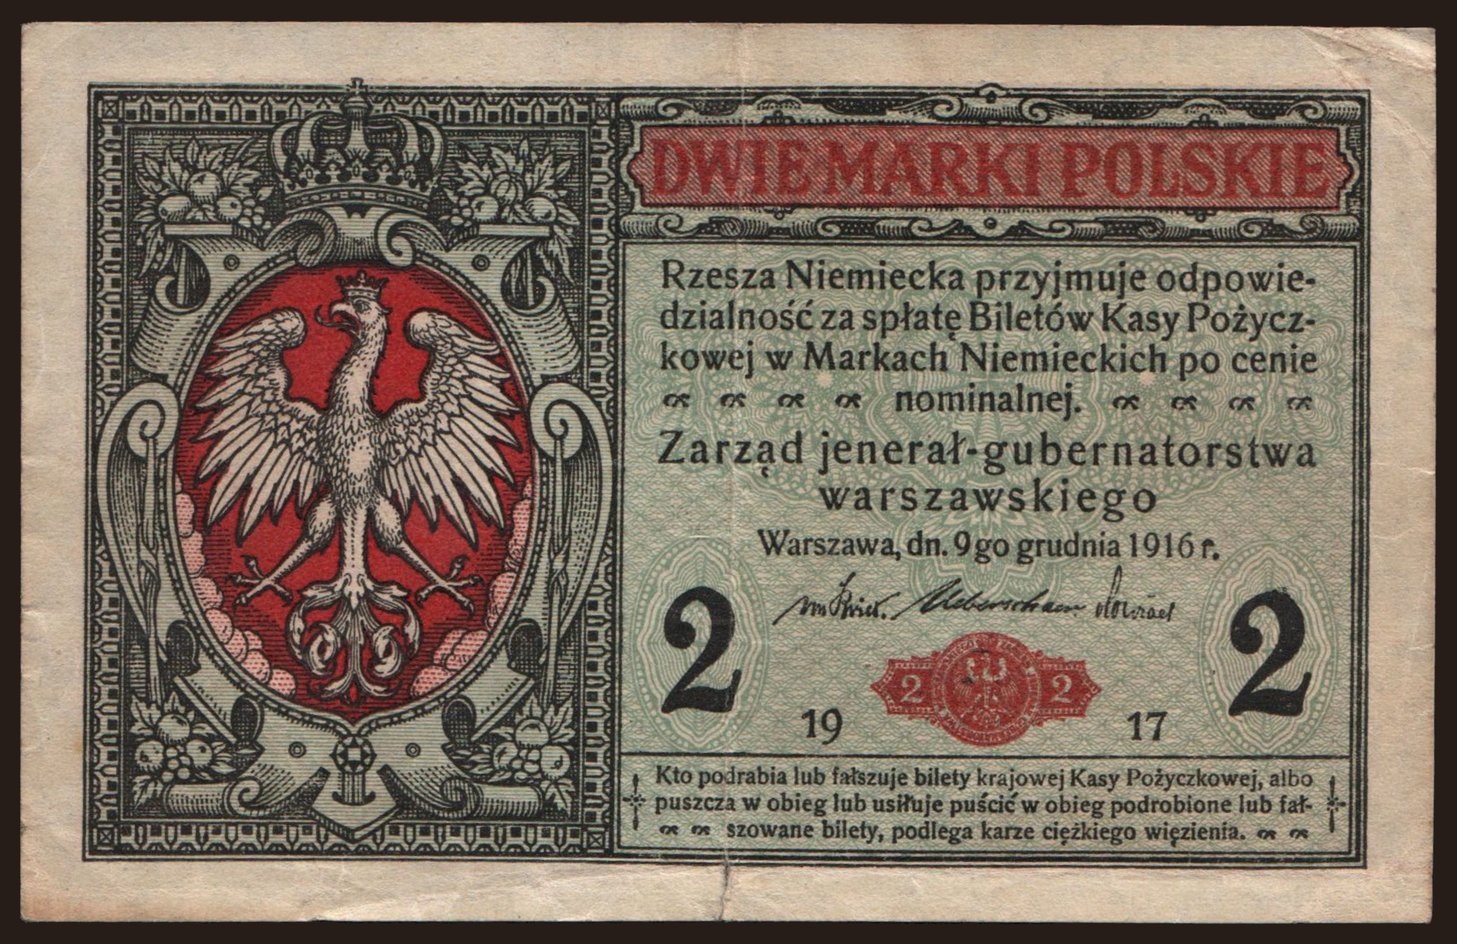 DWIE MARKI POLSKIE
Rzesza Niemiecka przyjmuje odpowie-
dzialność za spłatę Biletów Kasy Pożycz-
kowej w Markach Niemieckich po cenie
nominalnej.
Zarząd jenerał-gubernatorstwa
warszawskiego
Warszawa, dn. 9go grudnia 1916 r.
2 2
2 2
19 17
Kto podrabia lub fałszuje bilety krajowej Kasy Pożyczkowej, albo
puszcza w obieg lub usiłuje puścić w obieg podrobione lub fał-
szowane bilety, podlega karze ciężkiego więzienia.